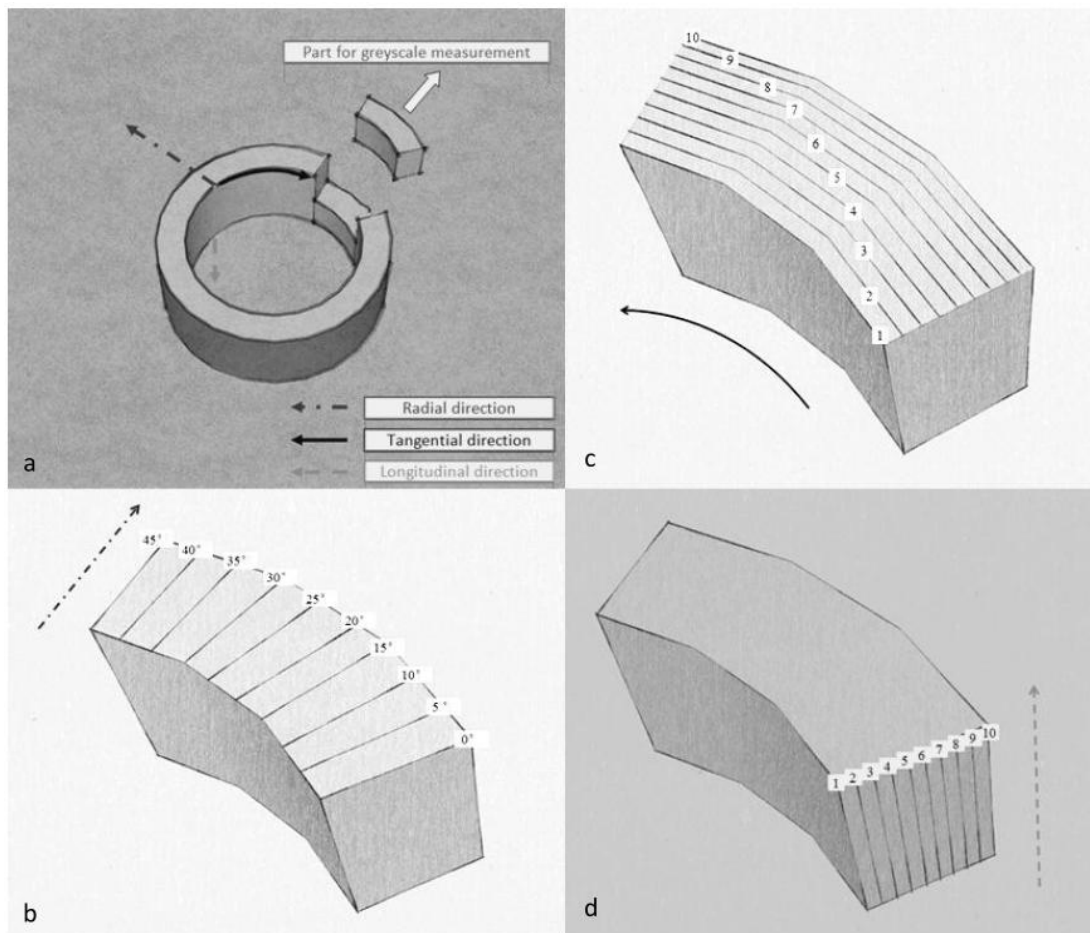 Part for greyscale measurement
Radial direction
Tangential direction
Longitudinal direction
a
10
9
8
7
6
5
4
3
2
1
c
45°
40°
35°
30°
25°
20°
15°
10°
5°
0°
b
1 2 3 4 5 6 7 8 9 10
d